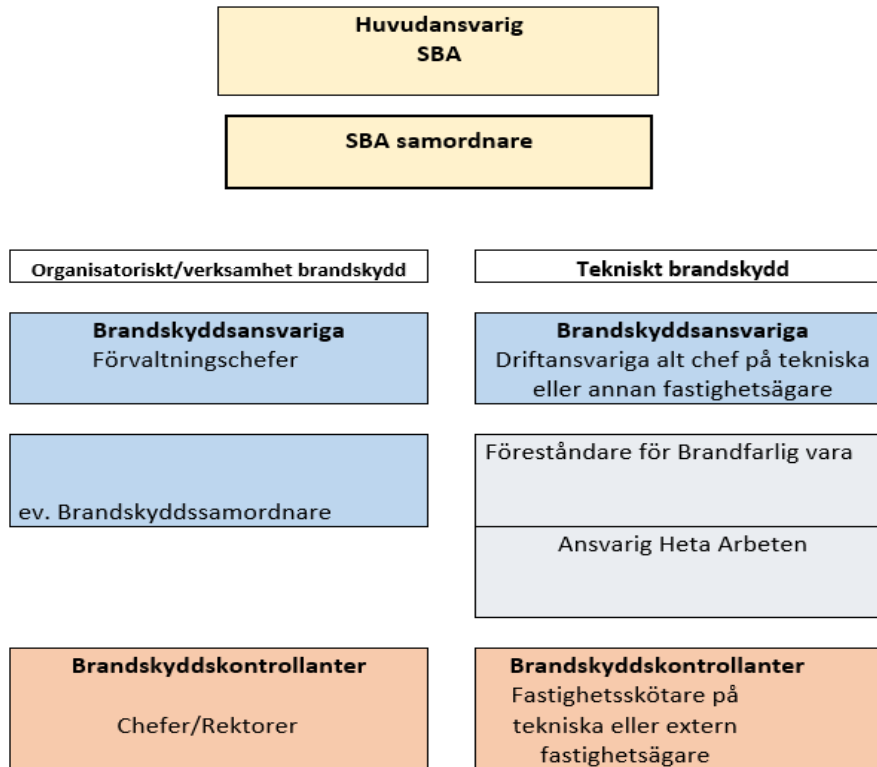 Huvudansvarig
SBA
SBA samordnare
Organisatoriskt/verksamhet brandskydd
Brandskyddsansvariga
Förvaltningschefer
ev. Brandskyddssamordnare
Brandskyddskontrollanter
Chefer/Rektorer
Tekniskt brandskydd
Brandskyddsansvariga
Driftansvariga alt chef på tekniska
eller annan fastighetsägare
Föreståndare för Brandfarlig vara
Ansvarig Heta Arbeten
Brandskyddskontrollanter
Fastighetsskötare på
tekniska eller extern
fastighetsägare